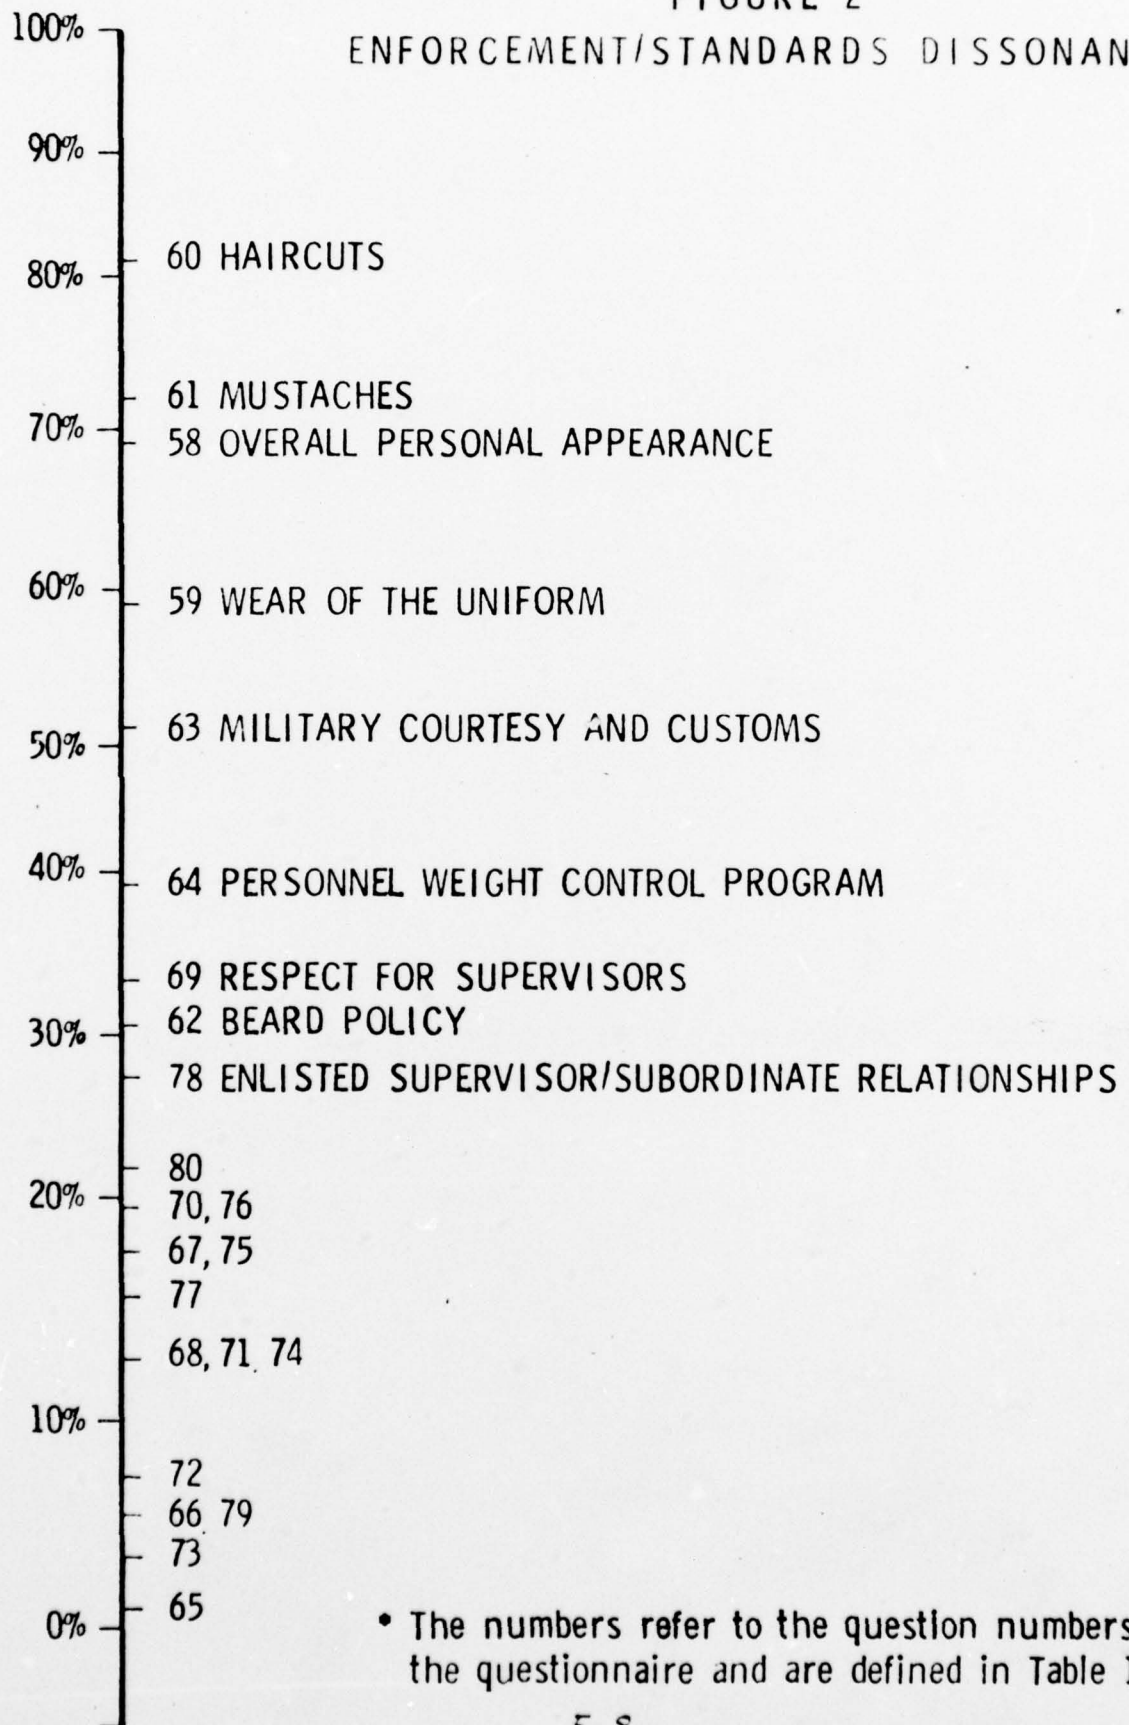 FIGURE 2
ENFORCEMENT/STANDARDS DISSONAN
100%
90%
60 HAIRCUTS
80%
61 MUSTACHES
70%
58 OVERALL PERSONAL APPEARANCE
60%
59 WEAR OF THE UNIFORM
63 MILITARY COURTESY AND CUSTOMS
50%
40%
64 PERSONNEL WEIGHT CONTROL PROGRAM
69 RESPECT FOR SUPERVISORS
62 BEARD POLICY
30%
78 ENLISTED SUPERVISOR/SUBORDINATE RELATIONSHIPS
80
20%
70, 76
67, 75
77
68, 71, 74
10%
72
66, 79
73
65
0%
• The numbers refer to the question numbers
the questionnaire and are defined in Table